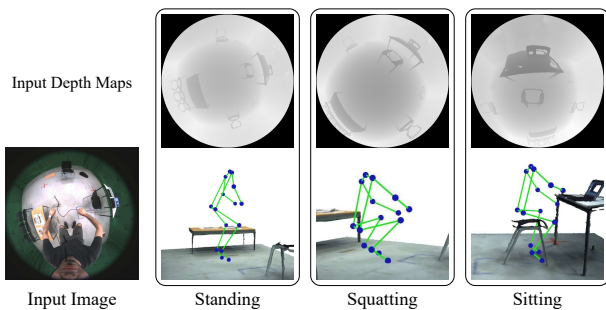 Input Depth Maps
Input Image
Standing
Squatting
Sitting